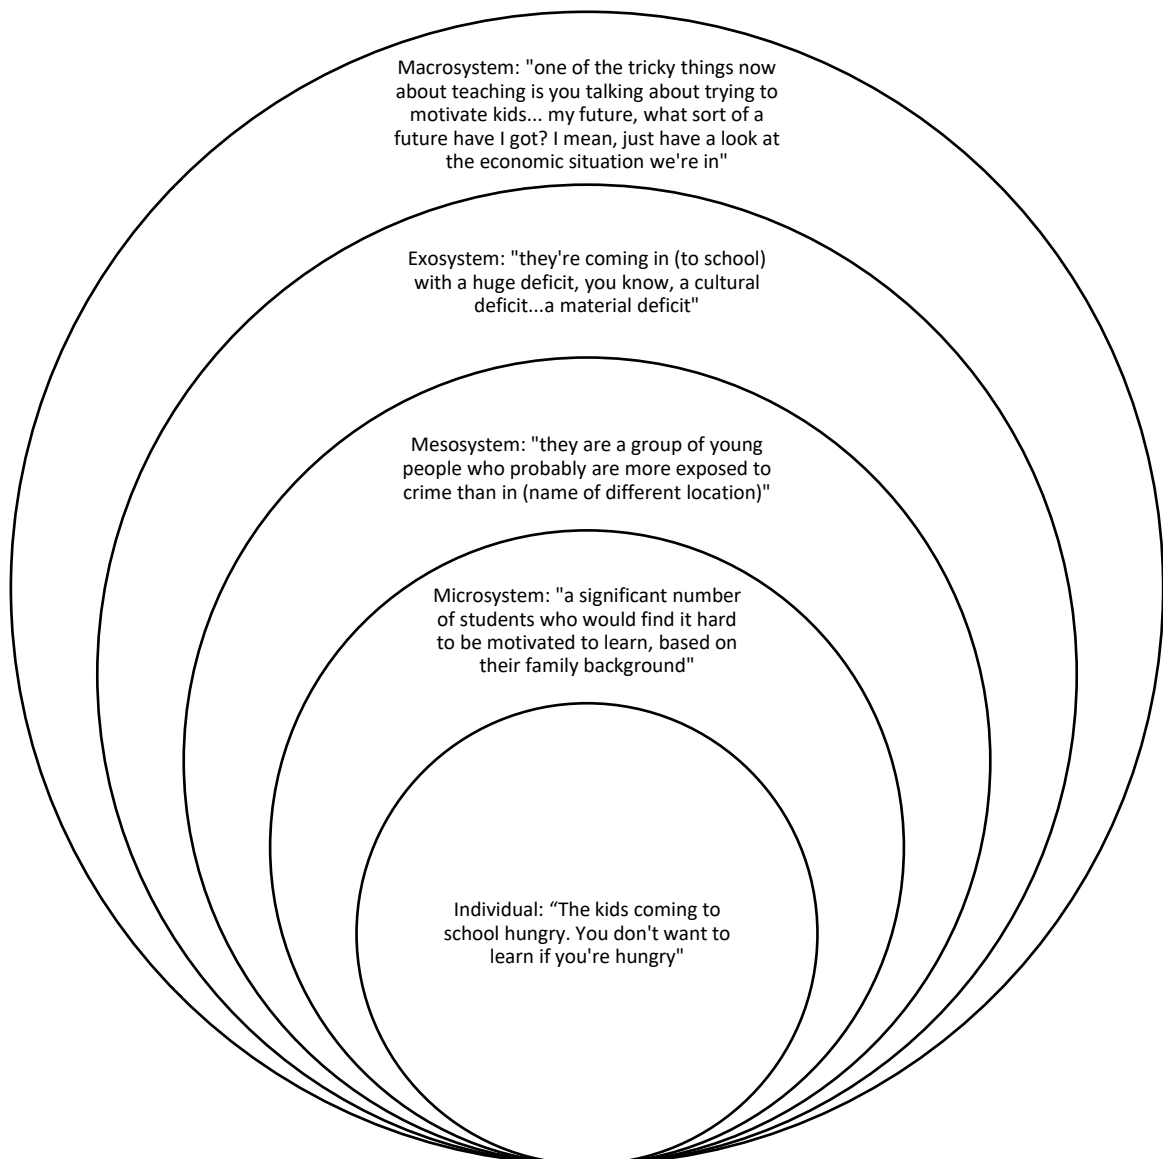 Macrosystem: "one of the tricky things now
about teaching is you talking about trying to
motivate kids... my future, what sort of a
future have I got? I mean, just have a look at
the economic situation we're in"
Exosystem: "they're coming in (to school)
with a huge deficit, you know, a cultural
deficit...a material deficit"
Mesosystem: "they are a group of young
people who probably are more exposed to
crime than in (name of different location)"
Microsystem: "a significant number
of students who would find it hard
to be motivated to learn, based on
their family background"
Individual: “The kids coming to
school hungry. You don't want to
learn if you're hungry"